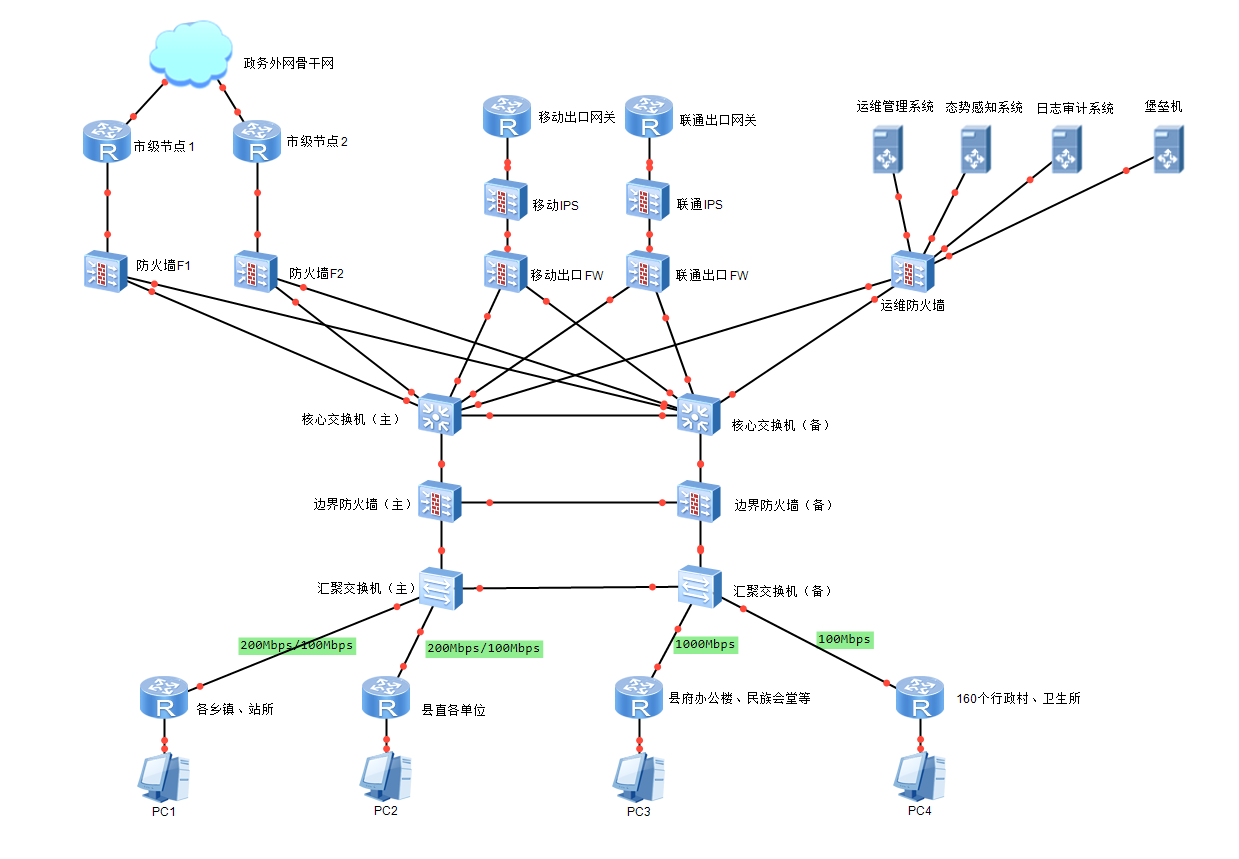 政务外网骨干网
运维管理系统
态势感知系统
日志审计系统
堡垒机
移动出口网关
联通出口网关
R
R
市级节点1
R
市级节点2
R
移动IPS
联通IPS
防火墙F1
防火墙F2
移动出口FW
联通出口FW
运维防火墙
核心交换机（主）
核心交换机（备）
边界防火墙（主）
边界防火墙（备）
汇聚交换机（主）
汇聚交换机（备）
200Mbps/100Mbps
200Mbps/100Mbps
1000Mbps
100Mbps
R
各乡镇、站所
R
县直各单位
R
县府办公楼、民族会堂等
R
160个行政村、卫生所
PC1
PC2
PC3
PC4